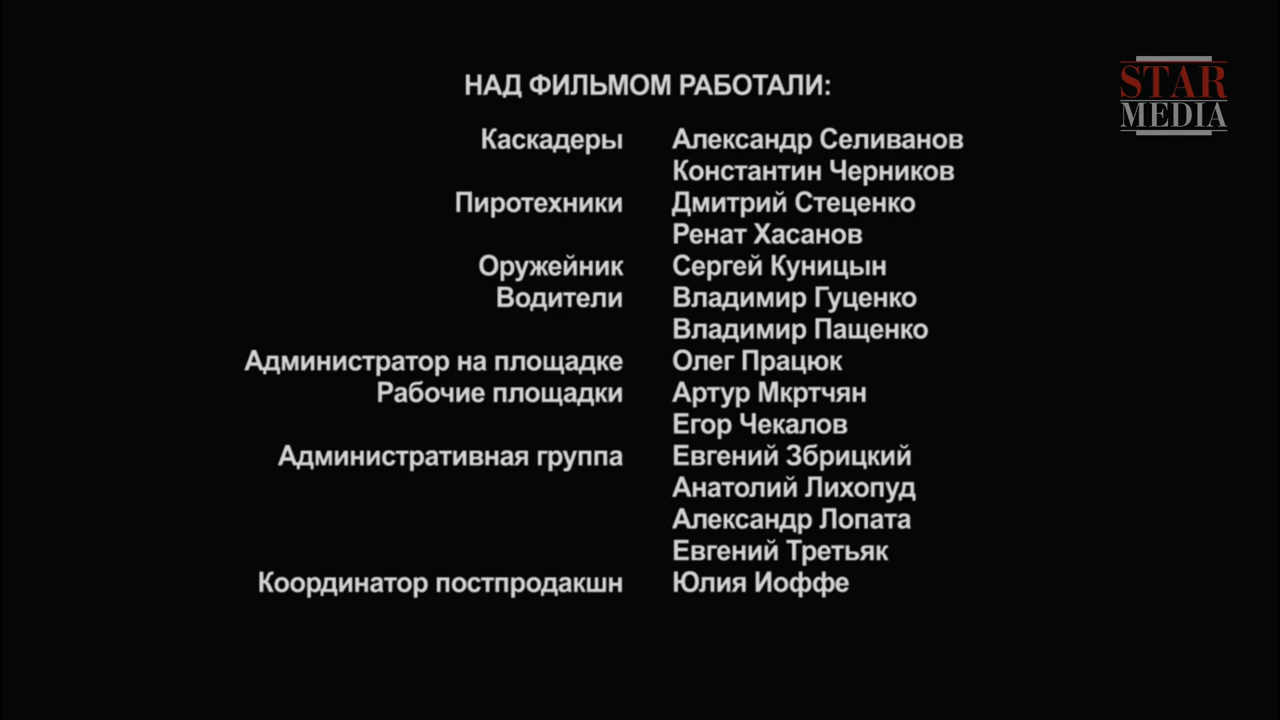 НАД ФИЛЬМОМ РАБОТАЛИ:
STAR
MEDIA
Каскадеры Александр Селиванов
Константин Черников
Пиротехники Дмитрий Стеценко
Ренат Хасанов
Оружейник Сергей Куницын
Водители Владимир Гуценко
Владимир Пащенко
Администратор на площадке Олег Працюк
Рабочие площадки Артур Мкртчян
Егор Чекалов
Административная группа Евгений Збрицкий
Анатолий Лихопуд
Александр Лопата
Евгений Третьяк
Координатор постпродакшн Юлия Иоффе